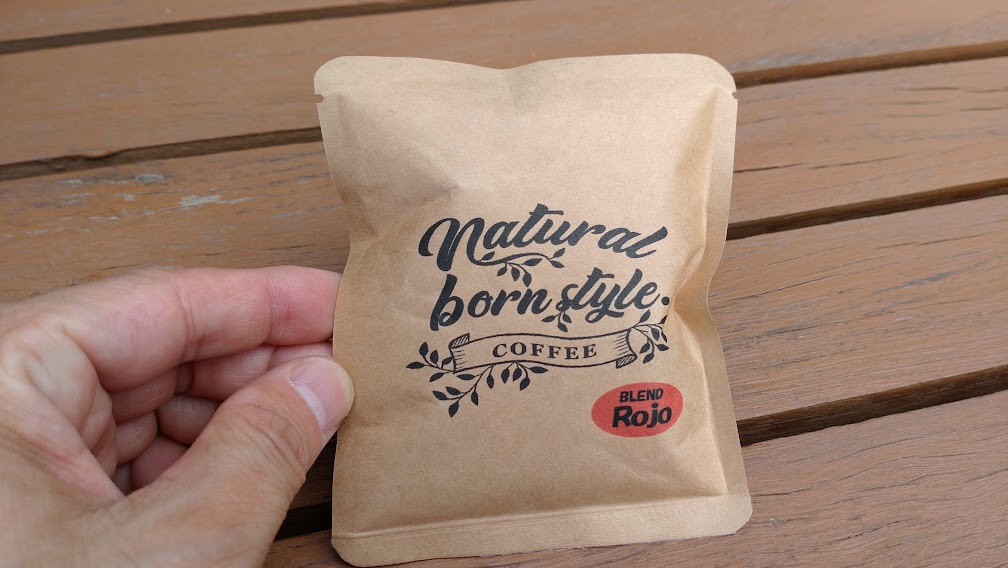 Natural
born style.
COFFEE
BLEND
Rojo